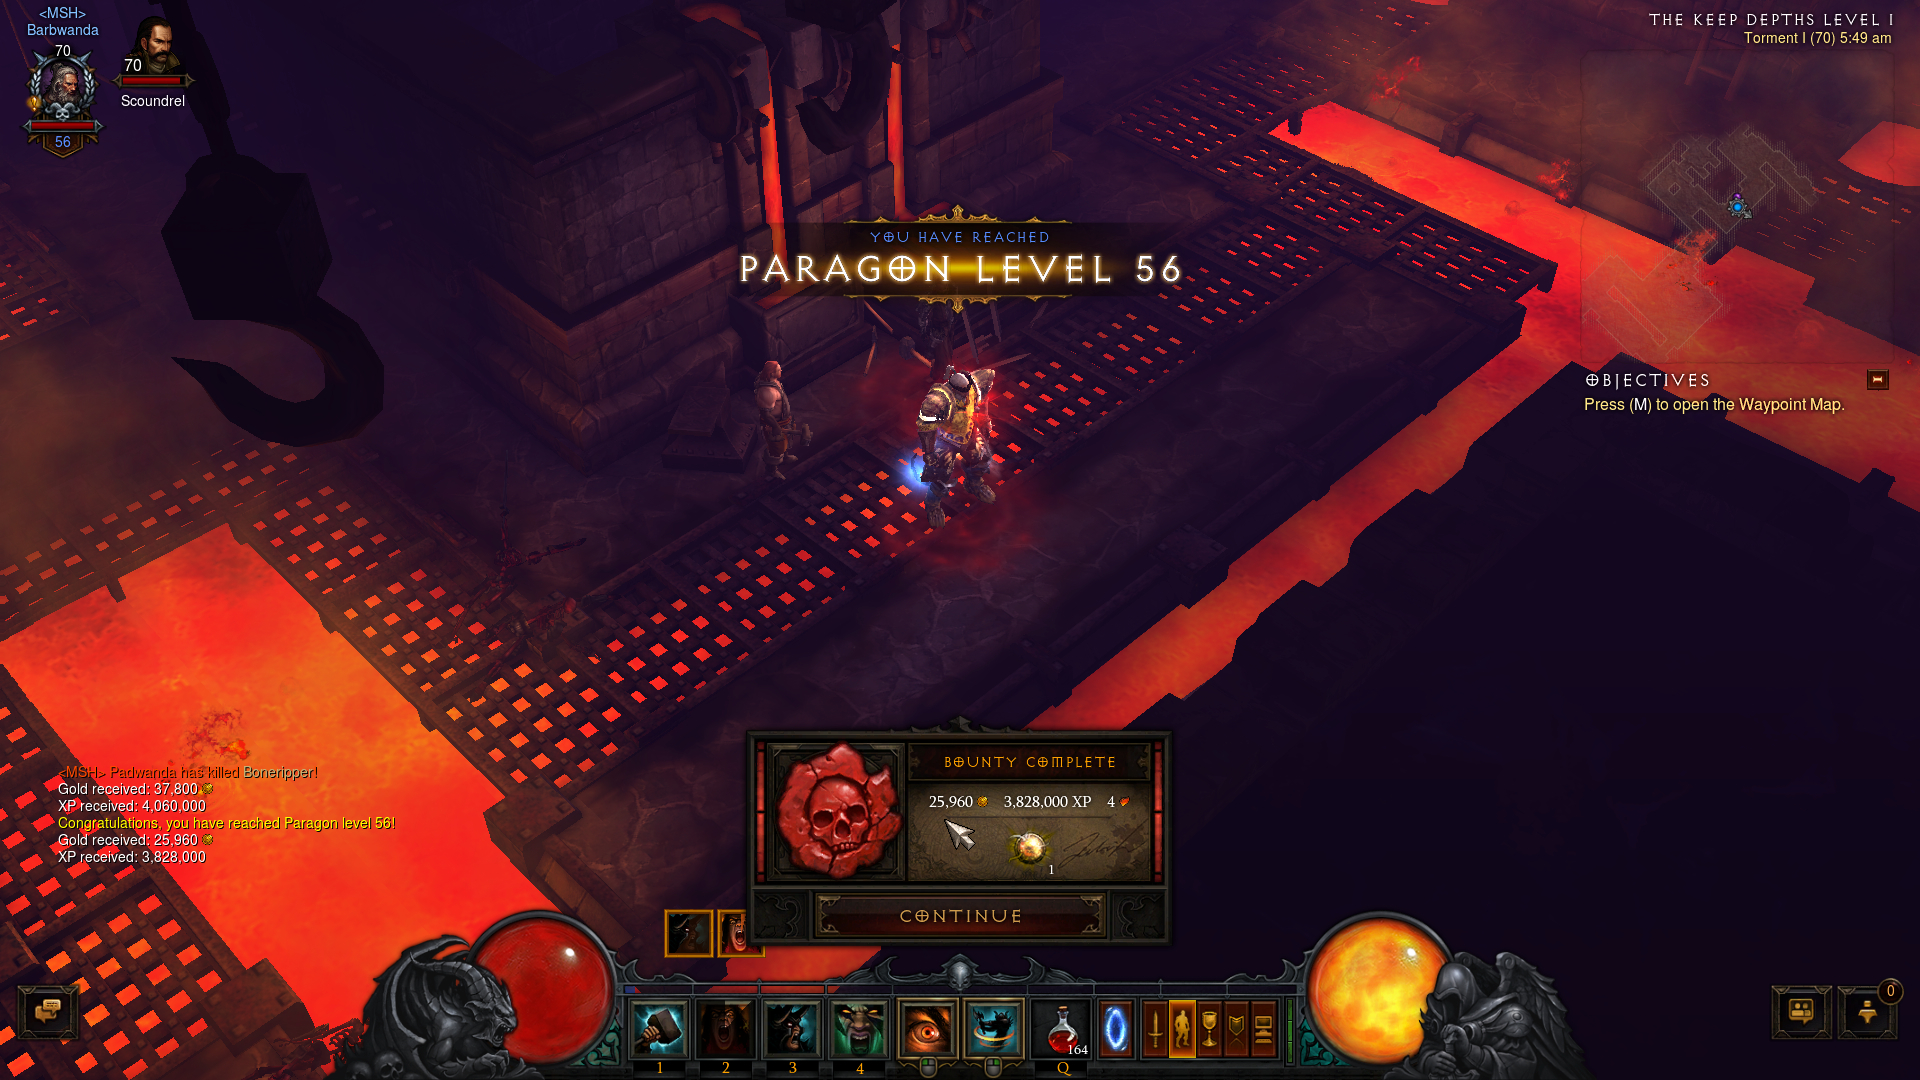 <MSH>
Barbwanda
70
56
70
Scoundrel
THE KEEP DEPTHS LEVEL 1
Torment I (70) 5:49 am
YOU HAVE REACHED
PARAGON LEVEL 56
OBJECTIVES
Press (M) to open the Waypoint Map.
<MSH> Padwanda has killed Boneripper!
Gold received: 37,800
XP received: 4,060,000
Congratulations, you have reached Paragon level 56!
Gold received: 25,960
XP received: 3,828,000
BOUNTY COMPLETE
25,960 3,828,000 XP 4
1
CONTINUE
164
1 2 3 4 Q
0